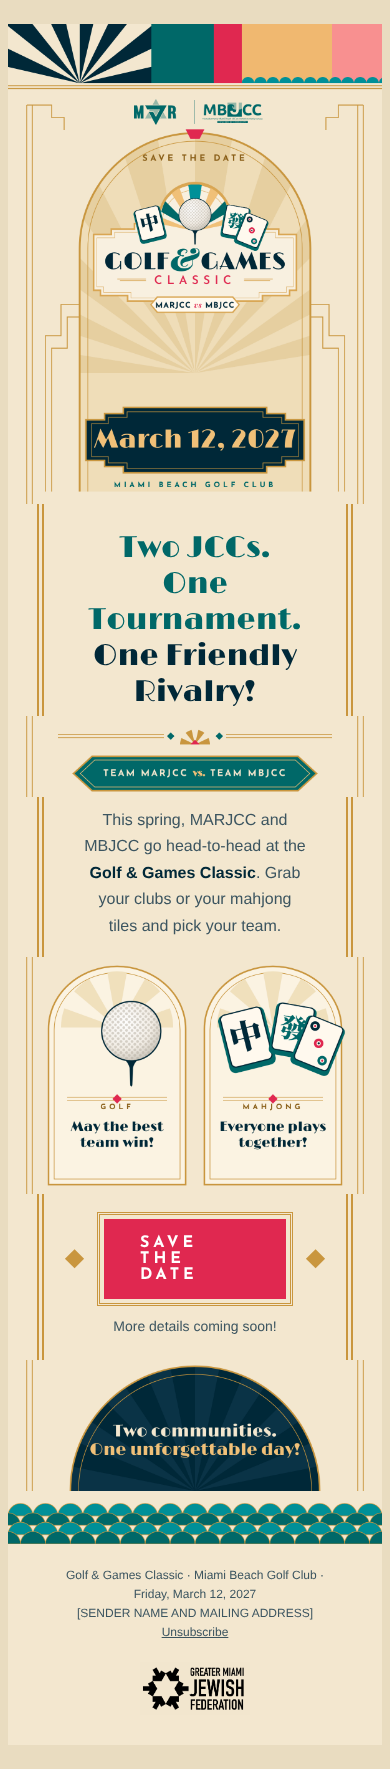 MAR
MBJCC
SAVE THE DATE
中 發
GOLF & GAMES
CLASSIC
MARJCC vs MBJCC
March 12, 2027
MIAMI BEACH GOLF CLUB
Two JCCs.
One
Tournament.
One Friendly
Rivalry!
TEAM MARJCC vs. TEAM MBJCC
This spring, MARJCC and
MBJCC go head-to-head at the
Golf & Games Classic. Grab
your clubs or your mahjong
tiles and pick your team.
中 發
GOLF
May the best
team win!
MAHJONG
Everyone plays
together!
SAVE
THE
DATE
More details coming soon!
Two communities.
One unforgettable day!
Golf & Games Classic · Miami Beach Golf Club ·
Friday, March 12, 2027
[SENDER NAME AND MAILING ADDRESS]
Unsubscribe
GREATER MIAMI
JEWISH
FEDERATION